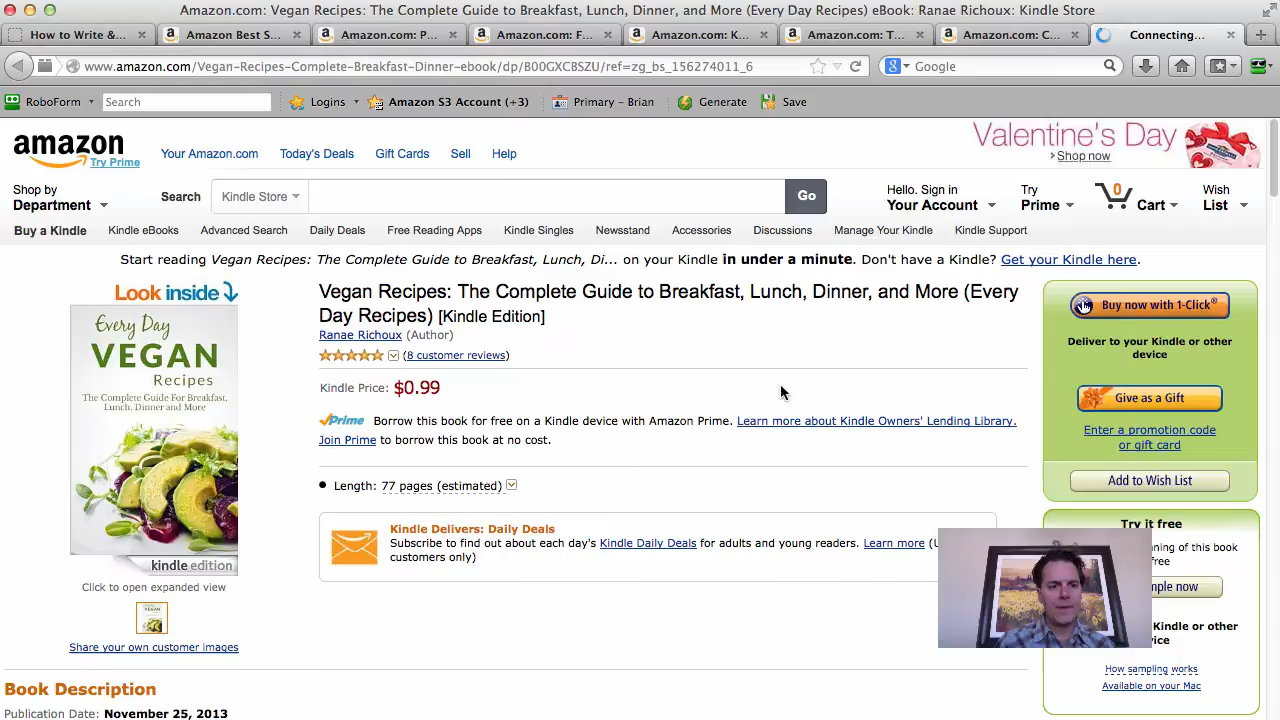 Amazon.com: Vegan Recipes: The Complete Guide to Breakfast, Lunch, Dinner, and More (Every Day Recipes) eBook: Ranae Richoux: Kindle Store
How to Write &... Amazon Best S... Amazon.com: P... Amazon.com: F... Amazon.com: K... Amazon.com: T... Amazon.com: C... Connecting...
www.amazon.com/Vegan-Recipes-Complete-Breakfast-Dinner-ebook/dp/B00GXCBSZU/ref=zg_bs_156274011_6 Google
RoboForm Search Logins Amazon S3 Account (+3) Primary - Brian Generate Save
amazon
Try Prime
Your Amazon.com Today's Deals Gift Cards Sell Help
Valentine's Day
Shop now
Shop by
Department
Search Kindle Store Go
Hello. Sign in
Your Account
Try
Prime
0
Cart
Wish
List
Buy a Kindle Kindle eBooks Advanced Search Daily Deals Free Reading Apps Kindle Singles Newsstand Accessories Discussions Manage Your Kindle Kindle Support
Start reading Vegan Recipes: The Complete Guide to Breakfast, Lunch, Di... on your Kindle in under a minute. Don't have a Kindle? Get your Kindle here.
Look inside
Every Day
VEGAN
Recipes
The Complete Guide For Breakfast,
Lunch, Dinner and More
kindle edition
Click to open expanded view
Share your own customer images
Vegan Recipes: The Complete Guide to Breakfast, Lunch, Dinner, and More (Every
Day Recipes) [Kindle Edition]
Ranae Richoux (Author)
(8 customer reviews)
Kindle Price: $0.99
Prime Borrow this book for free on a Kindle device with Amazon Prime. Learn more about Kindle Owners' Lending Library.
Join Prime to borrow this book at no cost.
Length: 77 pages (estimated)
Kindle Delivers: Daily Deals
Subscribe to find out about each day's Kindle Daily Deals for adults and young readers. Learn more (U
customers only)
Buy now with 1-Click®
Deliver to your Kindle or other
device
Give as a Gift
Enter a promotion code
or gift card
Add to Wish List
Try it free
ning of this book
free
mple now
Kindle or other
vice
How sampling works
Available on your Mac
Book Description
Publication Date: November 25, 2013